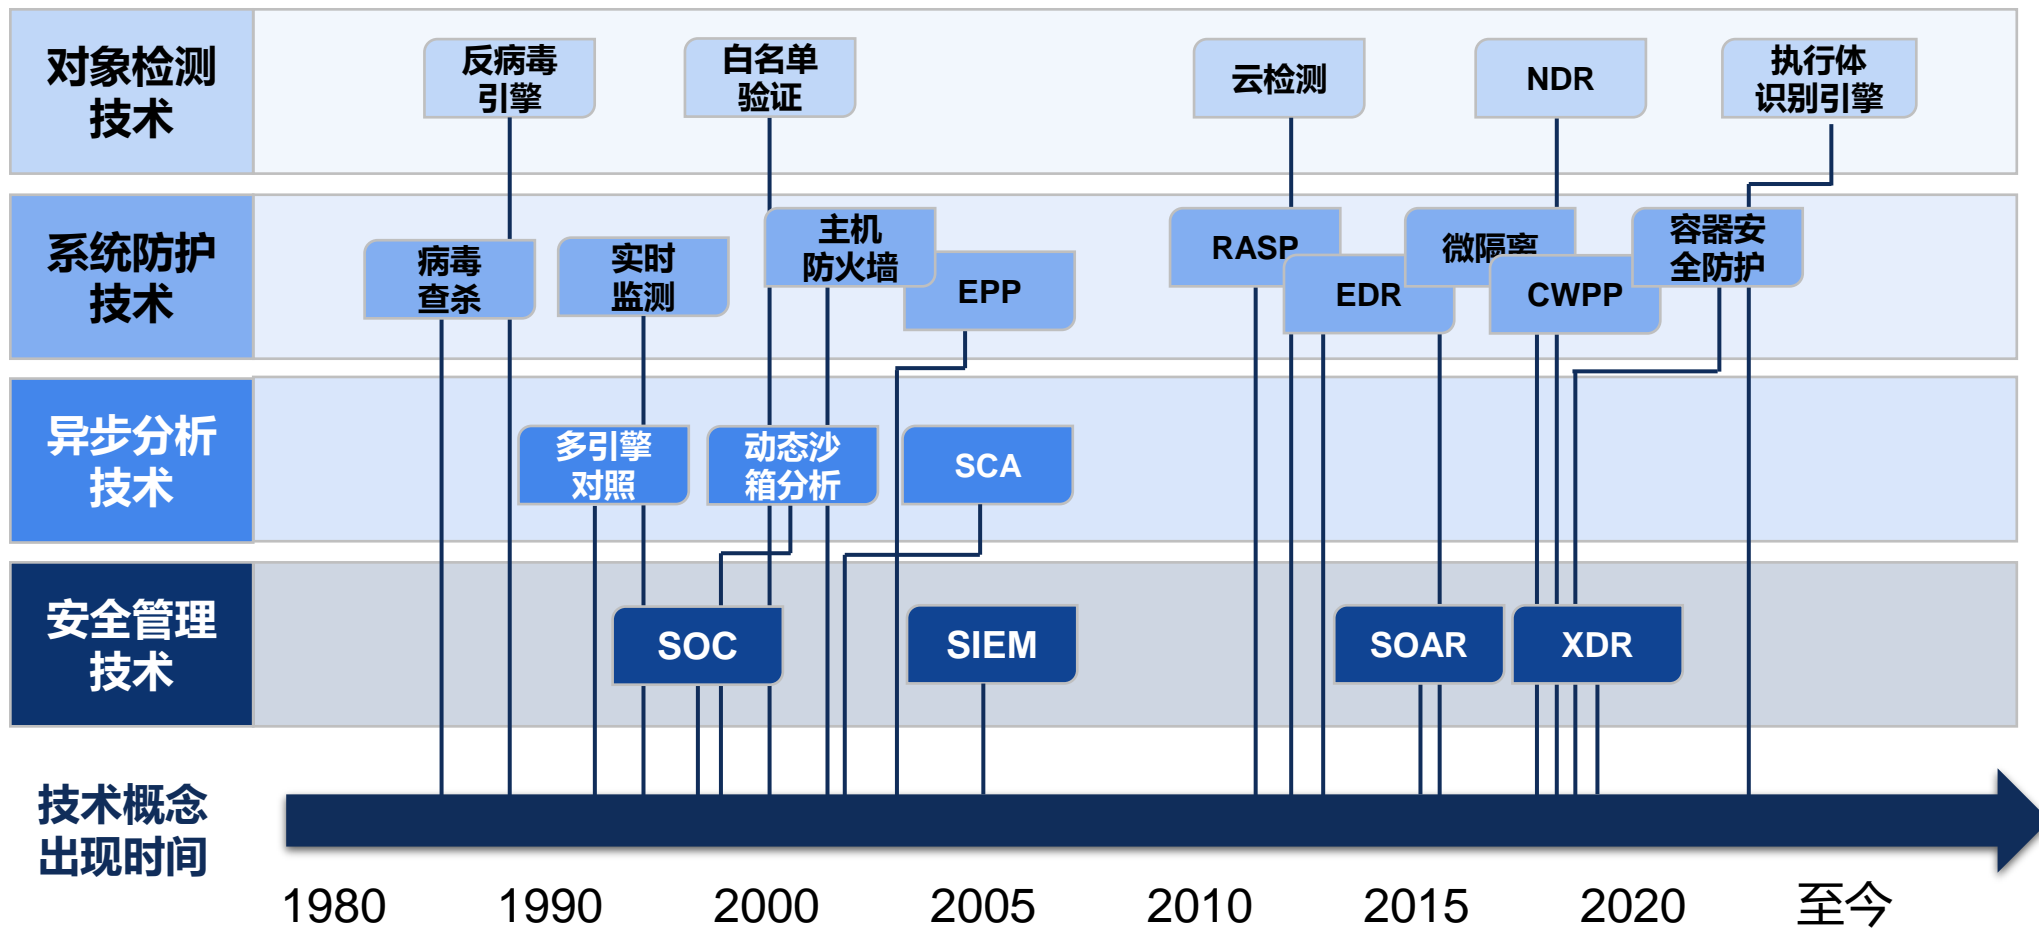 对象检测
技术
反病毒
引擎
白名单
验证
云检测
NDR
执行体
识别引擎
系统防护
技术
病毒
查杀
实时
监测
主机
防火墙
EPP
RASP
EDR
微隔离
CWPP
容器安
全防护
异步分析
技术
多引擎
对照
动态沙
箱分析
SCA
安全管理
技术
SOC
SIEM
SOAR
XDR
技术概念
出现时间
1980
1990
2000
2005
2010
2015
2020
至今